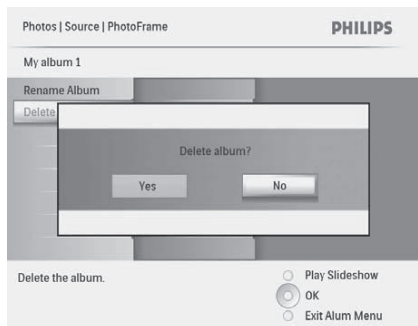 Photos | Source | PhotoFrame
PHILIPS
My album 1
Rename Album
Delete
Delete album?
Yes
No
Delete the album.
Play Slideshow
OK
Exit Alum Menu